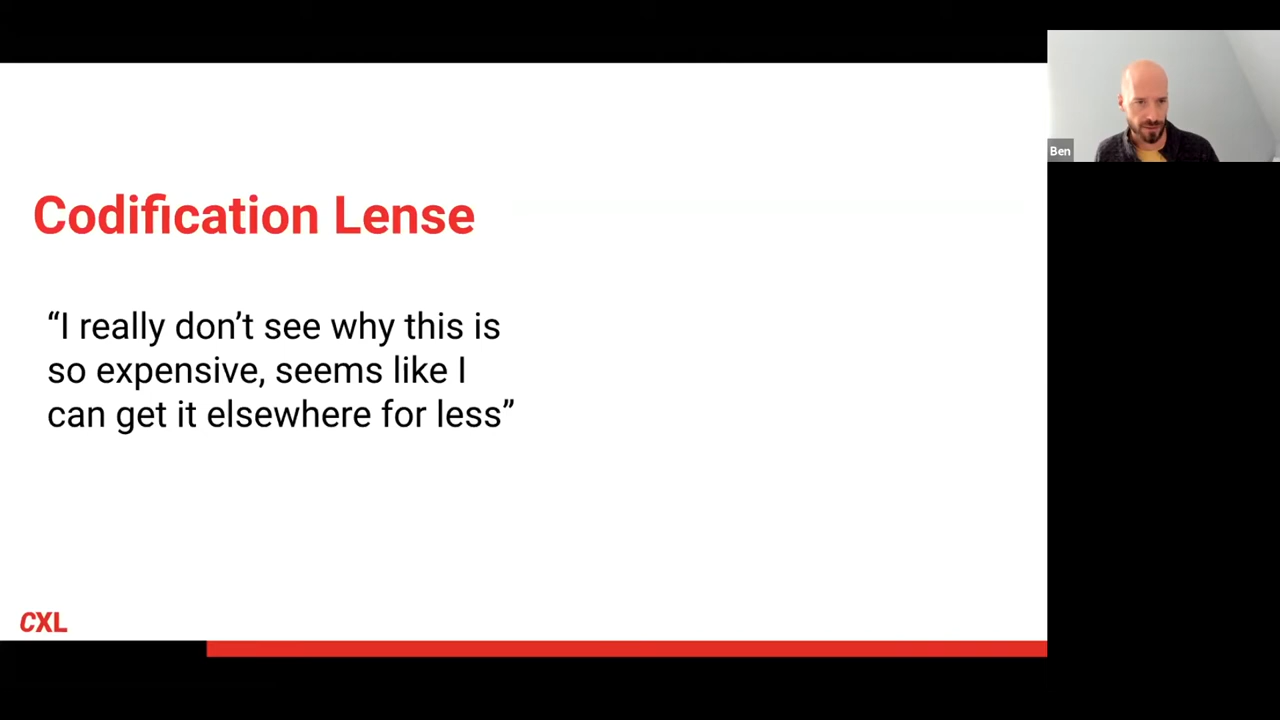 Codification Lense
“I really don’t see why this is
so expensive, seems like I
can get it elsewhere for less”
CXL
Ben